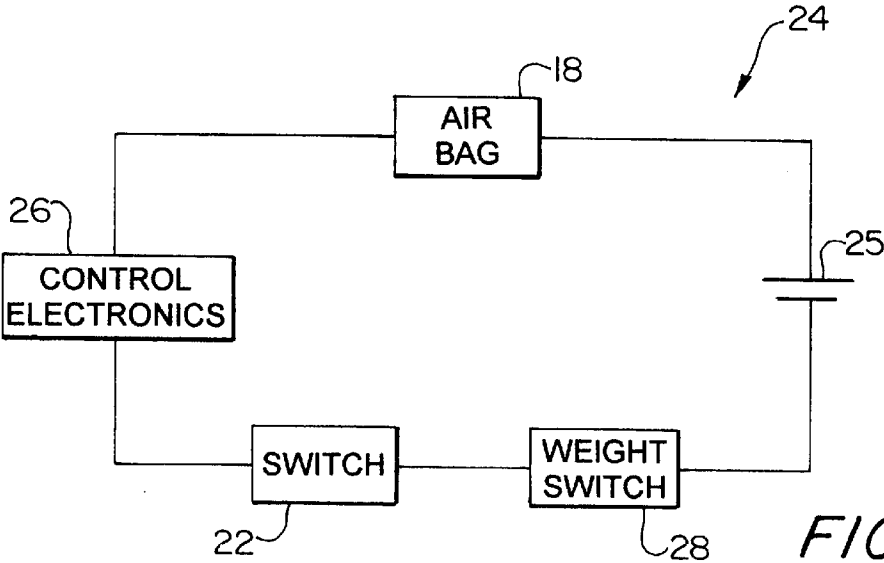 24
18
AIR
BAG
26
25
CONTROL
ELECTRONICS
SWITCH
WEIGHT
SWITCH
22
28